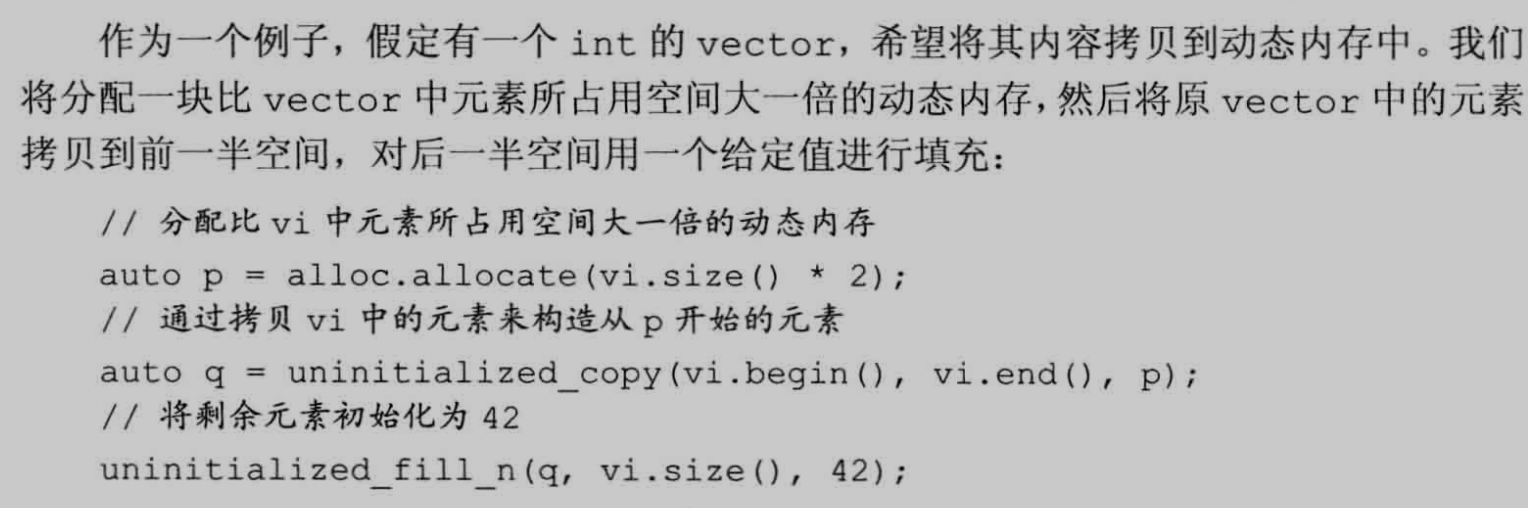 作为一个例子，假定有一个 int 的 vector，希望将其内容拷贝到动态内存中。我们
将分配一块比 vector 中元素所占用空间大一倍的动态内存，然后将原 vector 中的元素
拷贝到前一半空间，对后一半空间用一个给定值进行填充：
// 分配比 vi 中元素所占用空间大一倍的动态内存
auto p = alloc.allocate(vi.size() * 2);
// 通过拷贝 vi 中的元素来构造从 p 开始的元素
auto q = uninitialized_copy(vi.begin(), vi.end(), p);
// 将剩余元素初始化为 42
uninitialized_fill_n(q, vi.size(), 42);